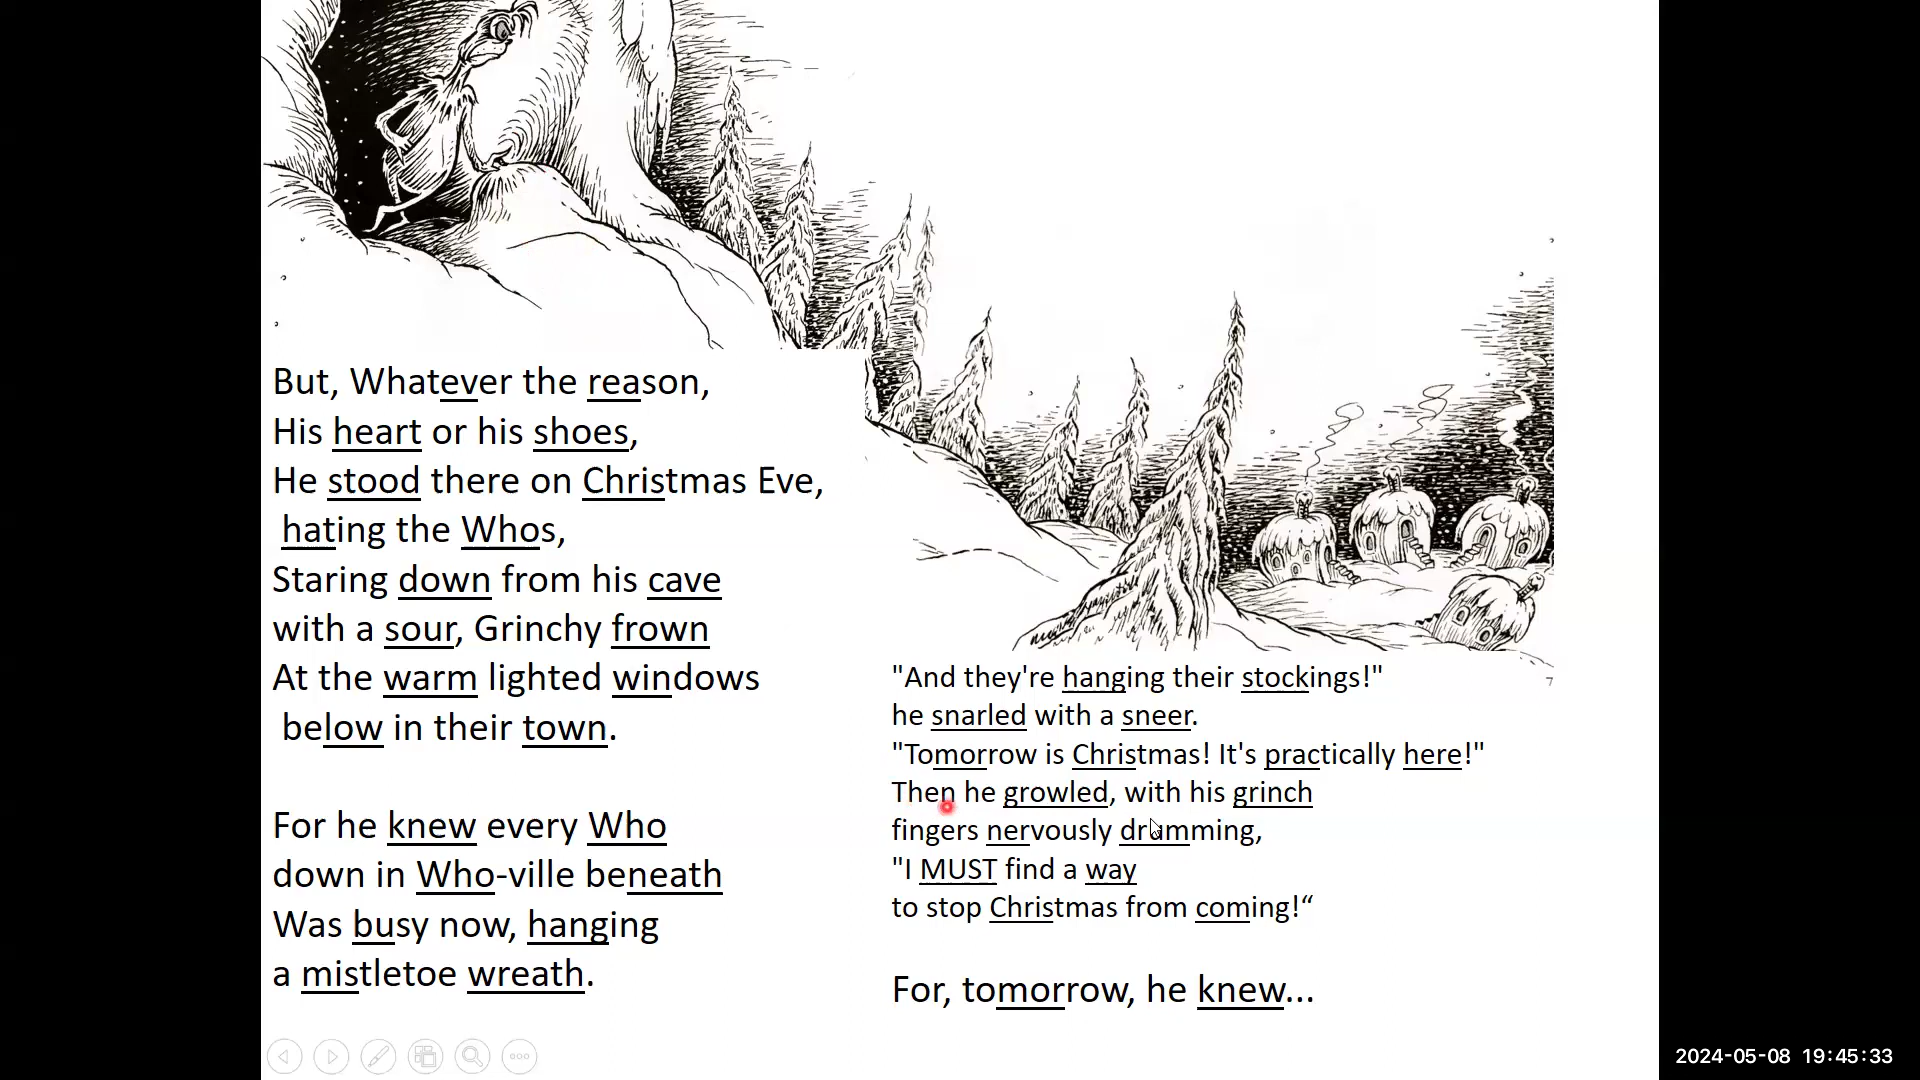 But, Whatever the reason,
His heart or his shoes,
He stood there on Christmas Eve,
hating the Whos,
Staring down from his cave
with a sour, Grinchy frown
At the warm lighted windows
below in their town.
For he knew every Who
down in Who-ville beneath
Was busy now, hanging
a mistletoe wreath.
"And they're hanging their stockings!"
he snarled with a sneer.
"Tomorrow is Christmas! It's practically here!"
Then he growled, with his grinch
fingers nervously drumming,
"I MUST find a way
to stop Christmas from coming!“
For, tomorrow, he knew...
7
2024-05-08 19:45:33